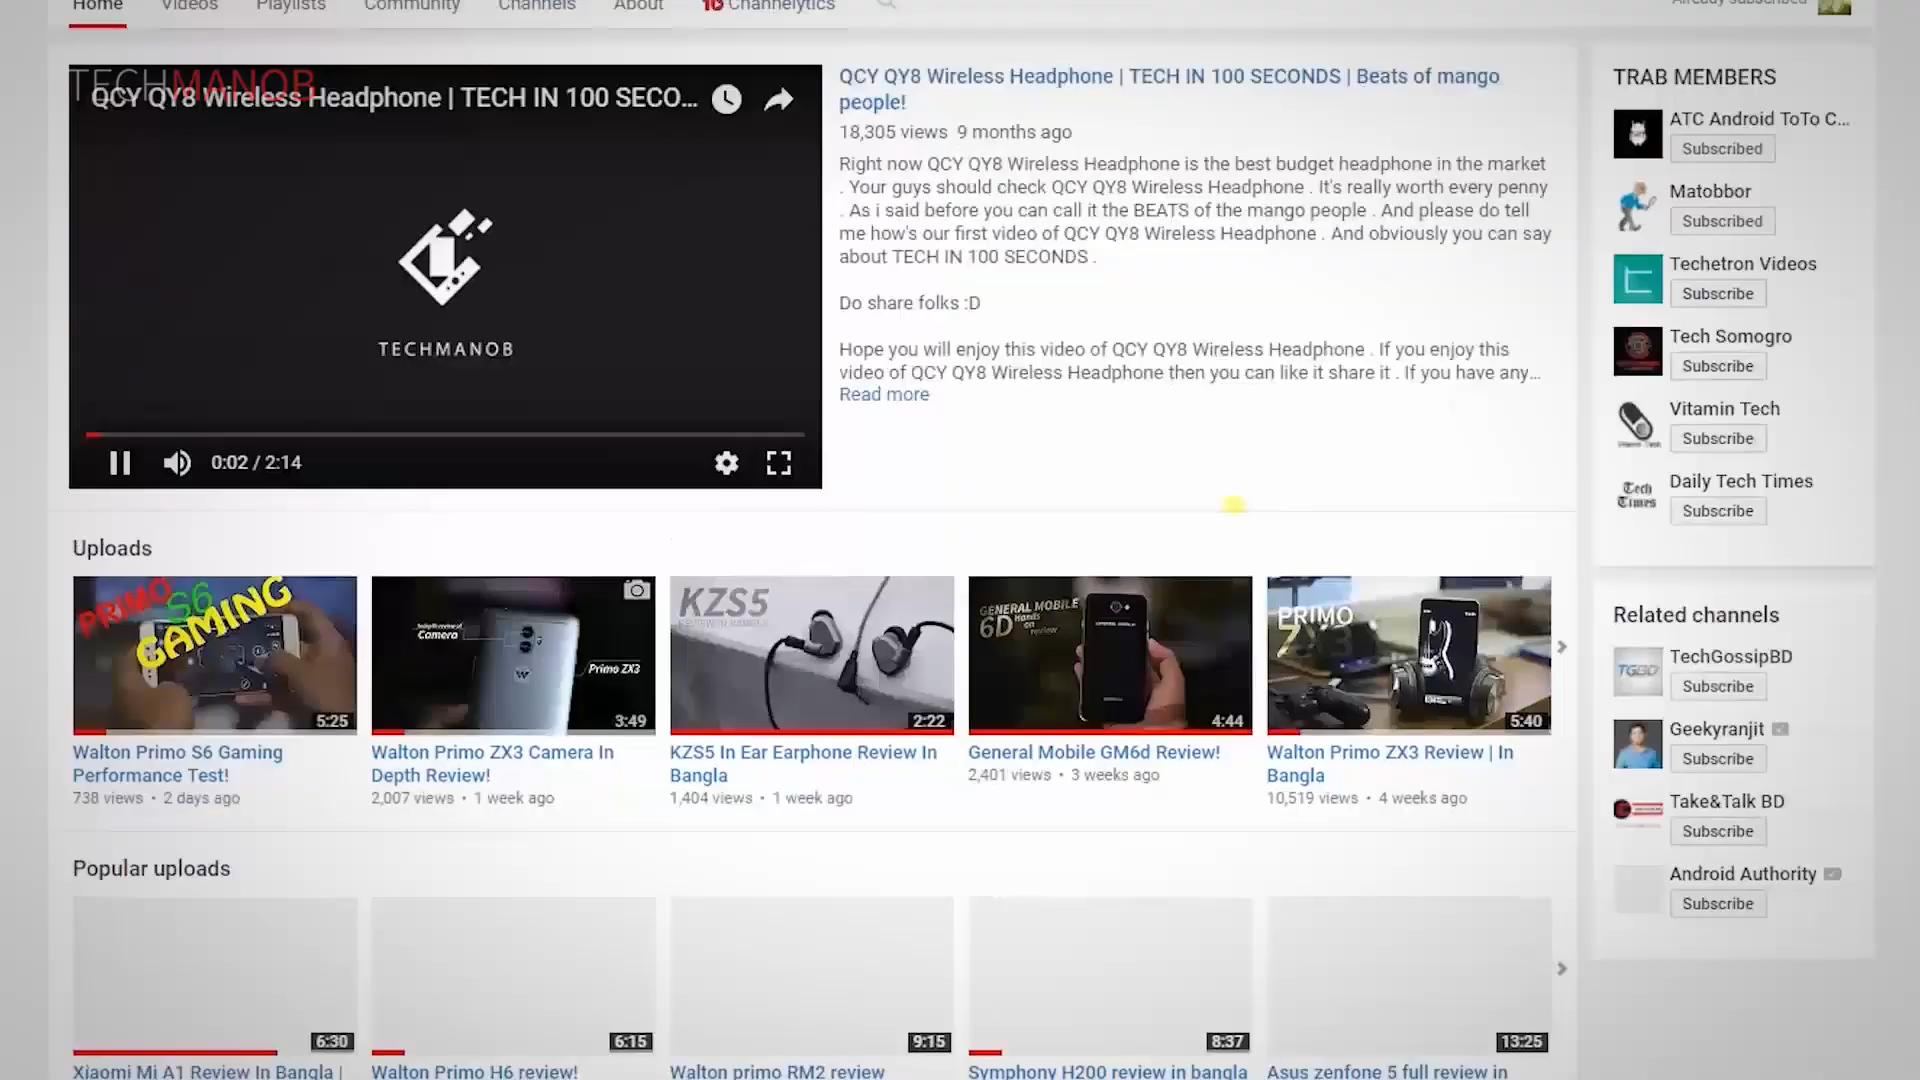 Home Videos Playlists Community Channels About Channelytics
Already subscribed
TECHMANOB
QCY QY8 Wireless Headphone | TECH IN 100 SECO...
TECHMANOB
0:02 / 2:14
QCY QY8 Wireless Headphone | TECH IN 100 SECONDS | Beats of mango
people!
18,305 views 9 months ago
Right now QCY QY8 Wireless Headphone is the best budget headphone in the market
. Your guys should check QCY QY8 Wireless Headphone . It's really worth every penny
. As i said before you can call it the BEATS of the mango people . And please do tell
me how's our first video of QCY QY8 Wireless Headphone . And obviously you can say
about TECH IN 100 SECONDS .
Do share folks :D
Hope you will enjoy this video of QCY QY8 Wireless Headphone . If you enjoy this
video of QCY QY8 Wireless Headphone then you can like it share it . If you have any...
Read more
TRAB MEMBERS
ATC Android ToTo C...
Subscribed
Matobbor
Subscribed
Techetron Videos
Subscribe
Tech Somogro
Subscribe
Vitamin Tech
Subscribe
Tech
Times
Daily Tech Times
Subscribe
Related channels
TGBD
TechGossipBD
Subscribe
Geekyranjit
Subscribe
Take&Talk BD
Subscribe
Android Authority
Subscribe
Uploads
PRIMO S6
GAMING
5:25
Walton Primo S6 Gaming
Performance Test!
738 views • 2 days ago
Camera
Primo ZX3
3:49
Walton Primo ZX3 Camera In
Depth Review!
2,007 views • 1 week ago
KZS5
2:22
KZS5 In Ear Earphone Review In
Bangla
1,404 views • 1 week ago
GENERAL MOBILE
6D Hands
on
review
4:44
General Mobile GM6d Review!
2,401 views • 3 weeks ago
PRIMO
ZX3
5:40
Walton Primo ZX3 Review | In
Bangla
10,519 views • 4 weeks ago
Popular uploads
6:30
Xiaomi Mi A1 Review In Bangla |
6:15
Walton Primo H6 review!
9:15
Walton primo RM2 review
8:37
Symphony H200 review in bangla
13:25
Asus zenfone 5 full review in